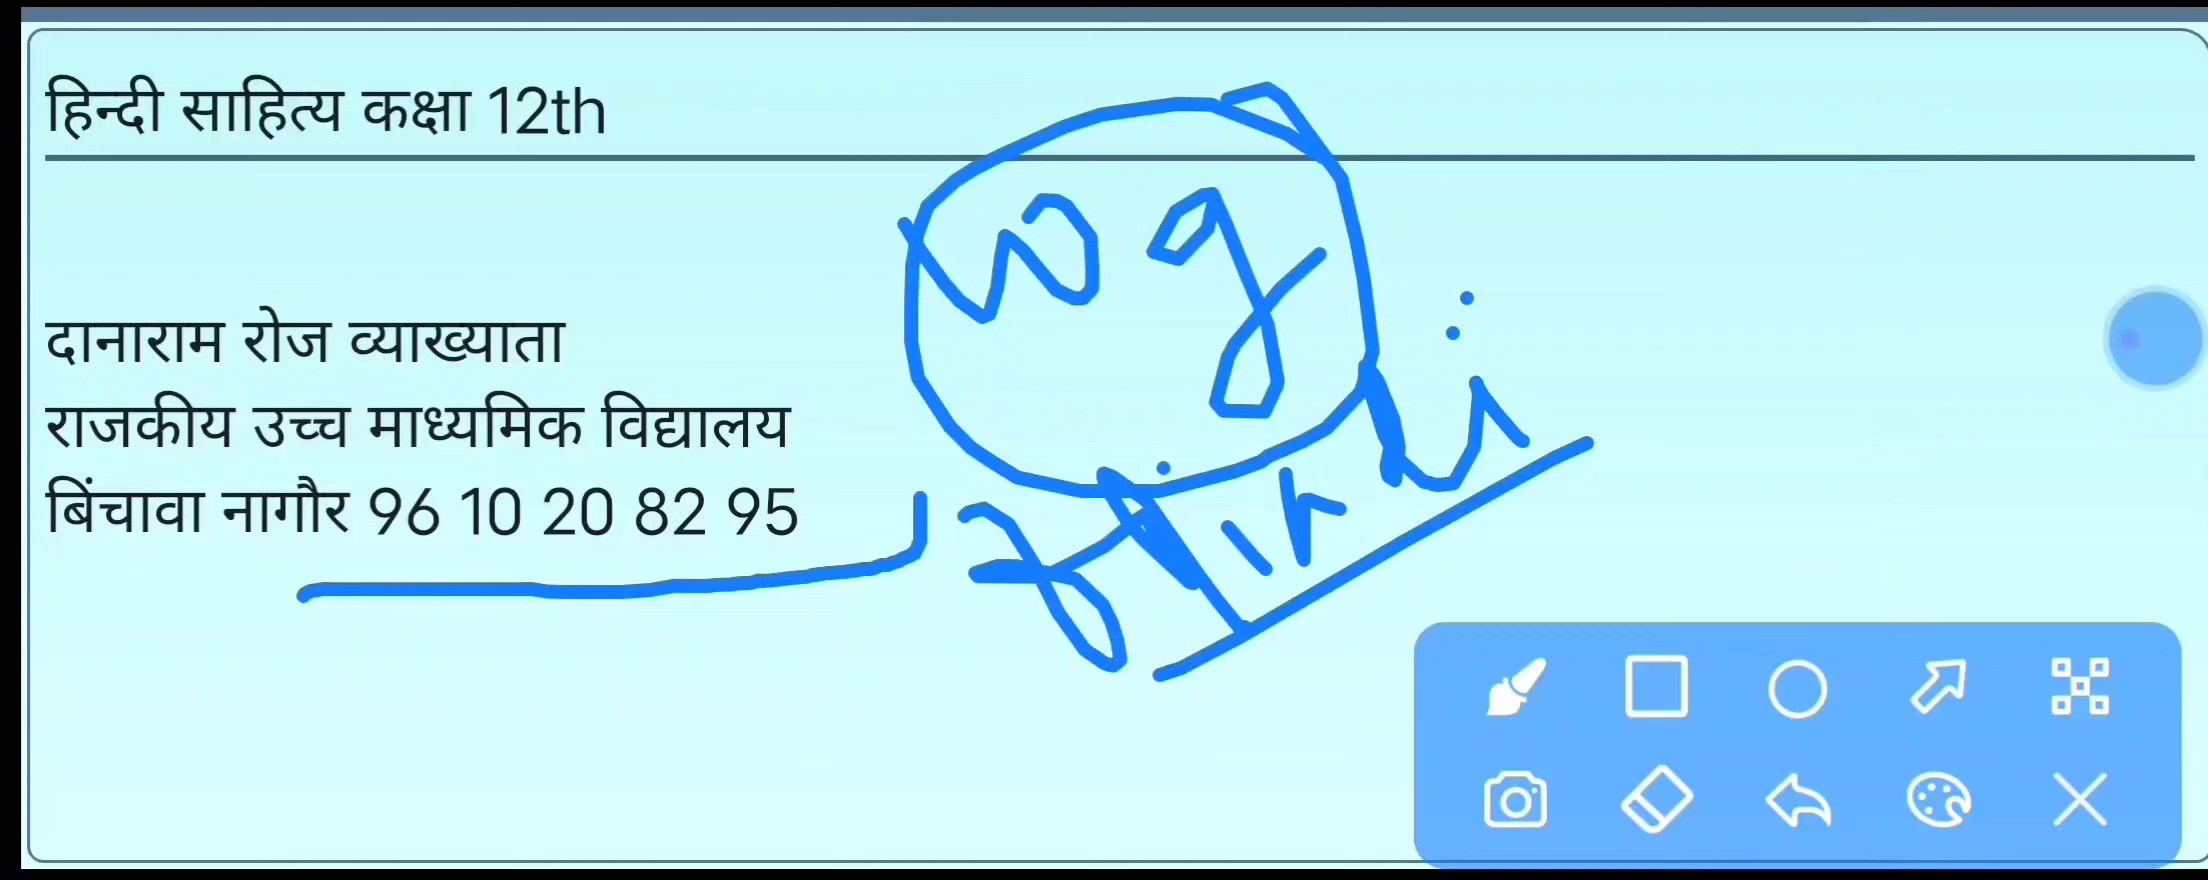 हिन्दी साहित्य कक्षा 12th
दानाराम रोज व्याख्याता
राजकीय उच्च माध्यमिक विद्यालय
बिंचावा नागौर 96 10 20 82 95